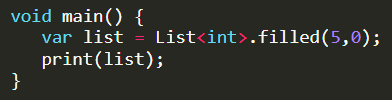 void main() {
   var list = List<int>.filled(5,0);
   print(list);
}